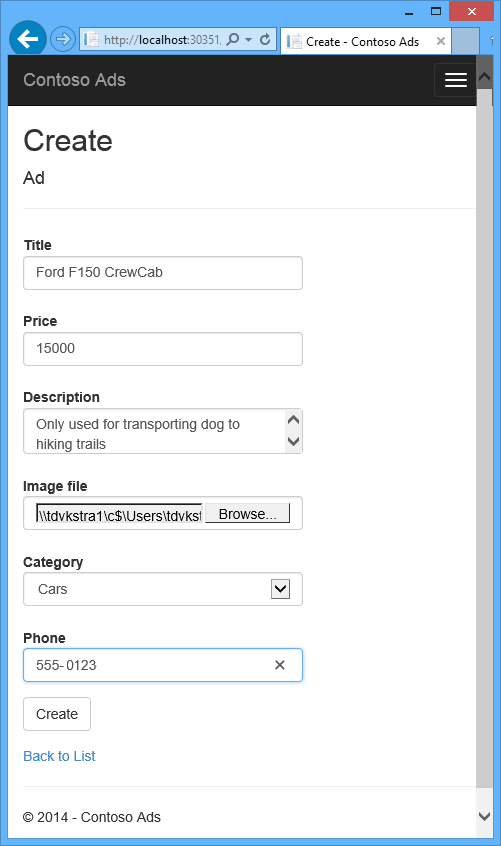 http://localhost:30351,
Create - Contoso Ads
Contoso Ads
Create
Ad
Title
Ford F150 CrewCab
Price
15000
Description
Only used for transporting dog to
hiking trails
Image file
\\tdykstra1\c$\Users\tdykst
Browse...
Category
Cars
Phone
555-0123
Create
Back to List
© 2014 - Contoso Ads